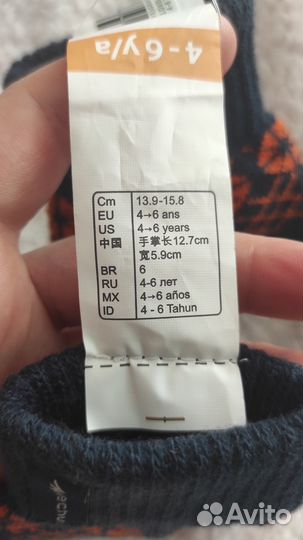 4-6y/a
Cm 13.9-15.8
EU 4→6 ans
US 4→6 years
中国 手掌长12.7cm
宽5.9cm
BR 6
RU 4-6 лет
MX 4→6 años
ID 4 - 6 Tahun
Avito